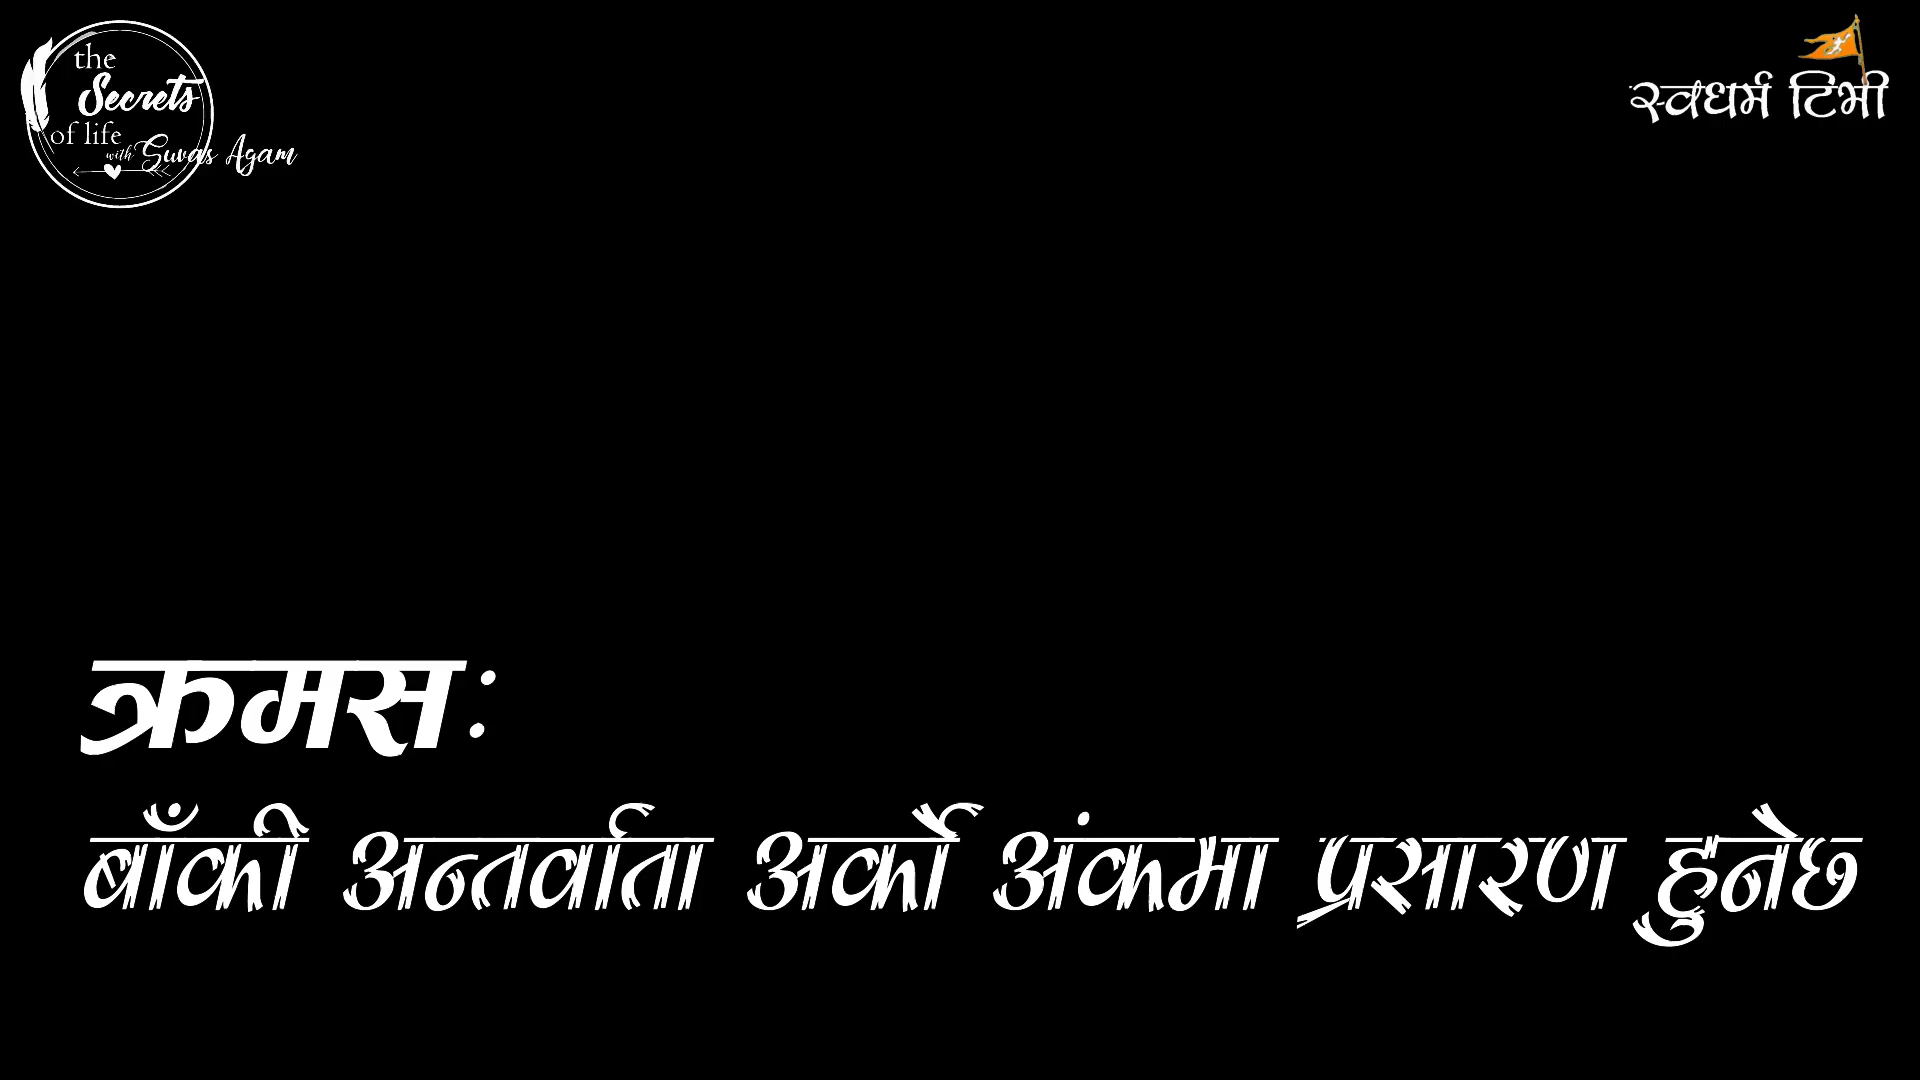 the
Secrets
of life
with Suvas Agam
स्वधर्म टिभी
क्रमसः
बाँकी अन्तर्वार्ता अर्को अंकमा प्रसारण हुनेछ